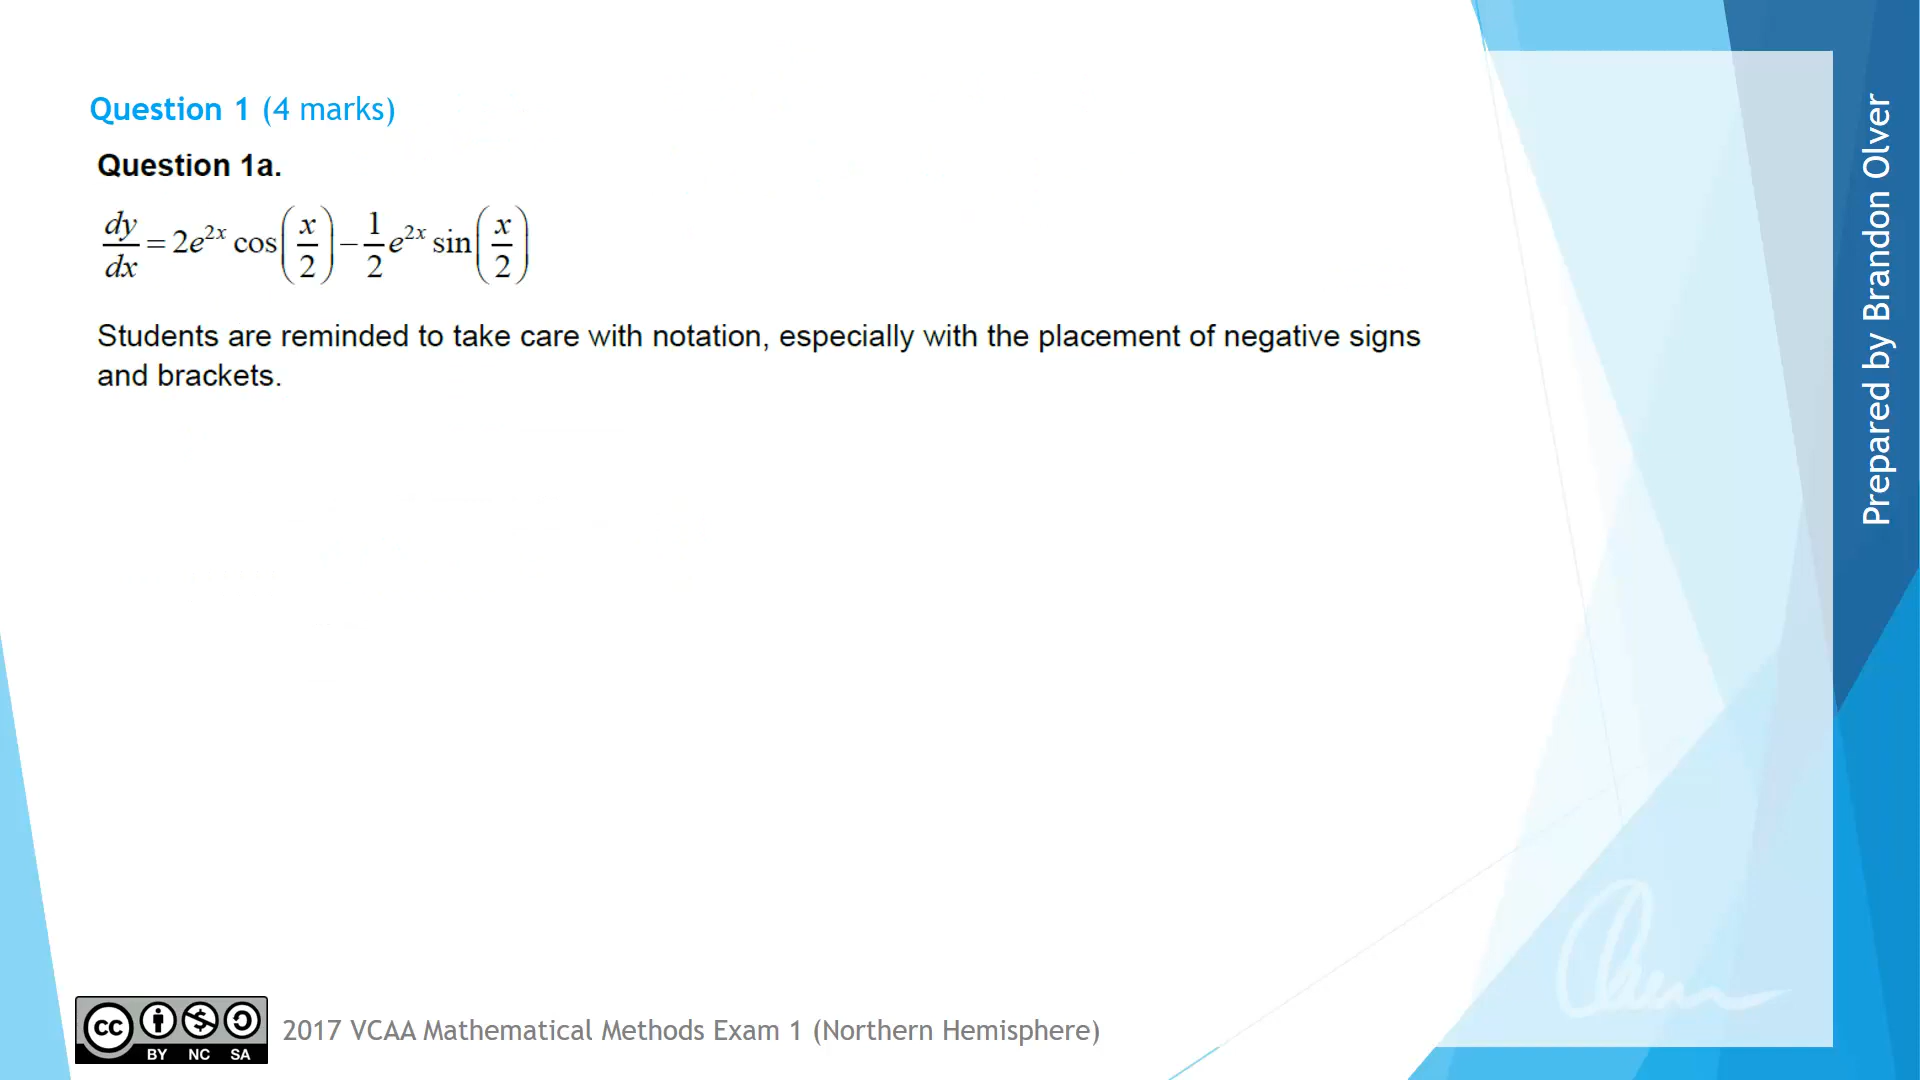 Question 1 (4 marks)
Question 1a.
dy/dx = 2e^{2x} cos(x/2) − 1/2 e^{2x} sin(x/2)
Students are reminded to take care with notation, especially with the placement of negative signs
and brackets.
Prepared by Brandon Olver
cc
BY NC SA
2017 VCAA Mathematical Methods Exam 1 (Northern Hemisphere)